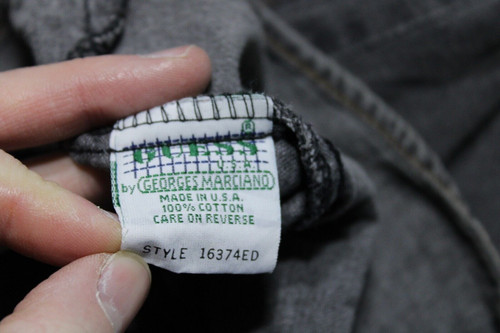 GUESS®
U.S.A.
by GEORGES MARCIANO
MADE IN U.S.A.
100% COTTON
CARE ON REVERSE
STYLE 16374ED